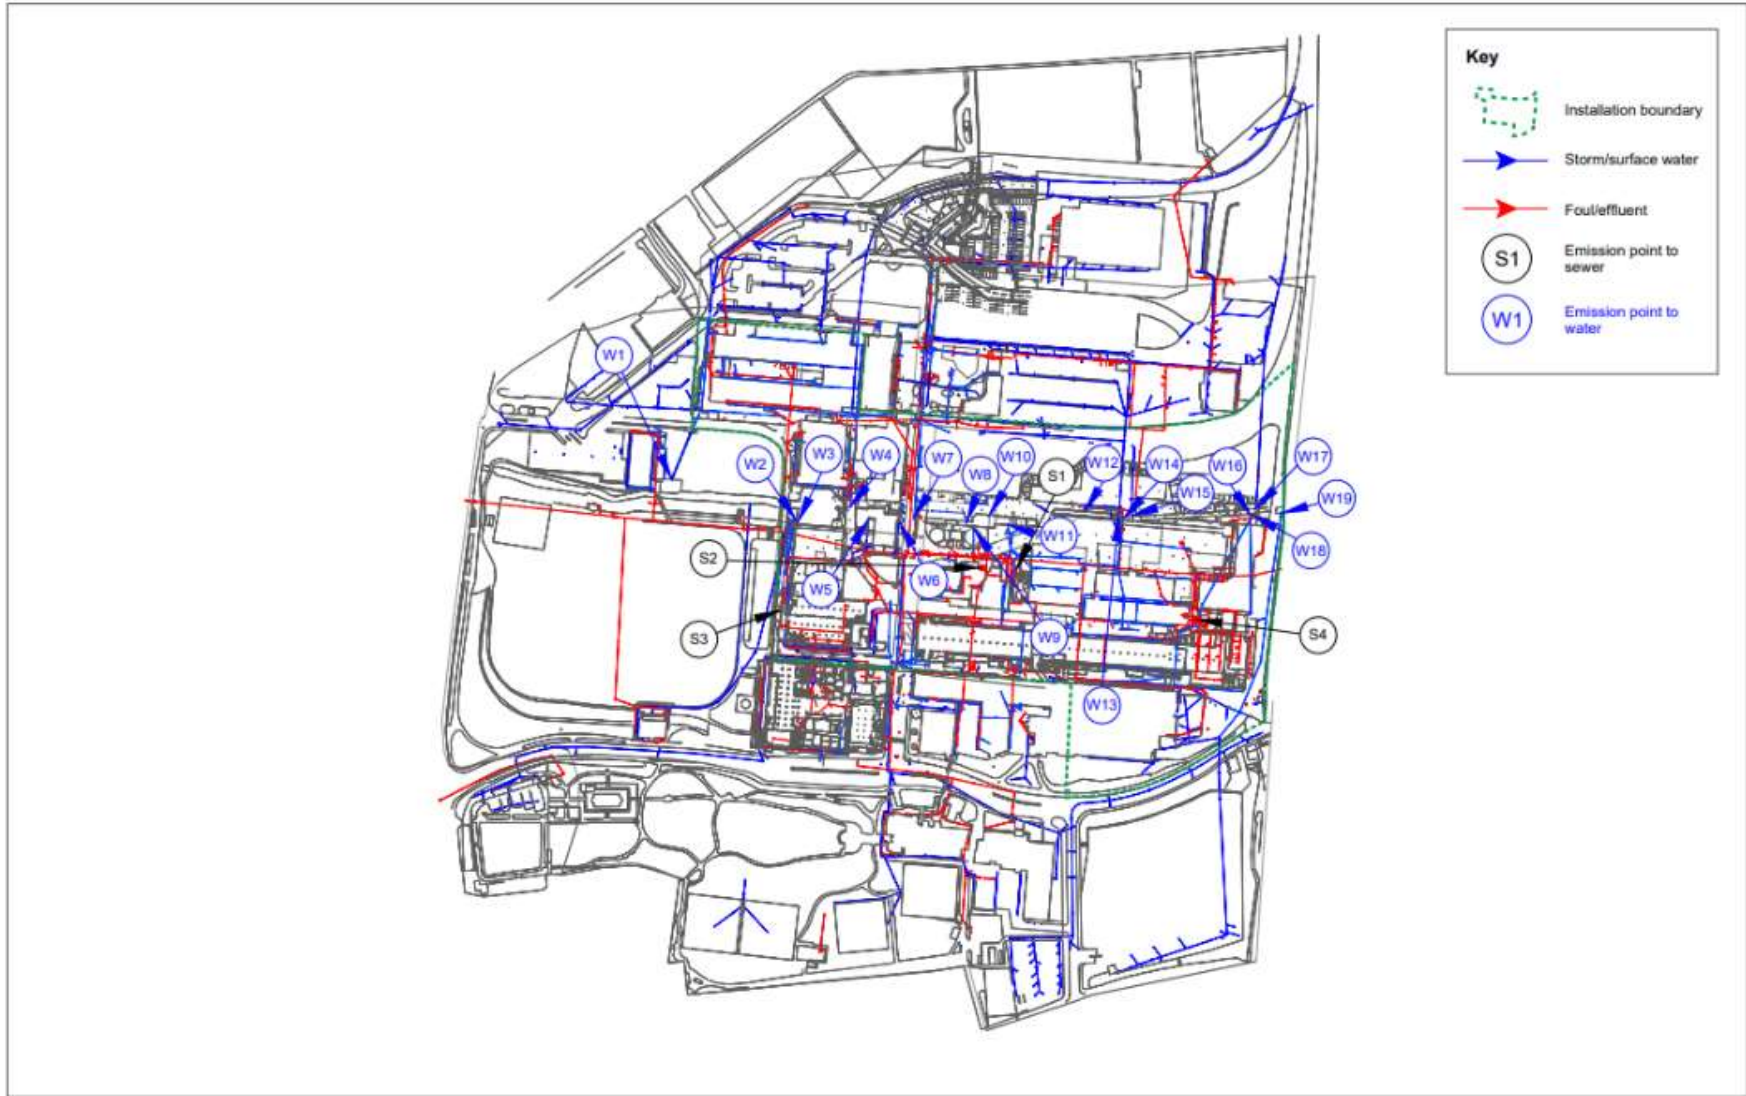 Key
Installation boundary
Storm/surface water
Foul/effluent
S1
Emission point to
sewer
W1
Emission point to
water
W1
W2
W3
W4
W7
W8
W10
S1
W12
W14
W15
W16
W17
W19
W18
W11
S2
W5
W6
W9
S3
S4
W13